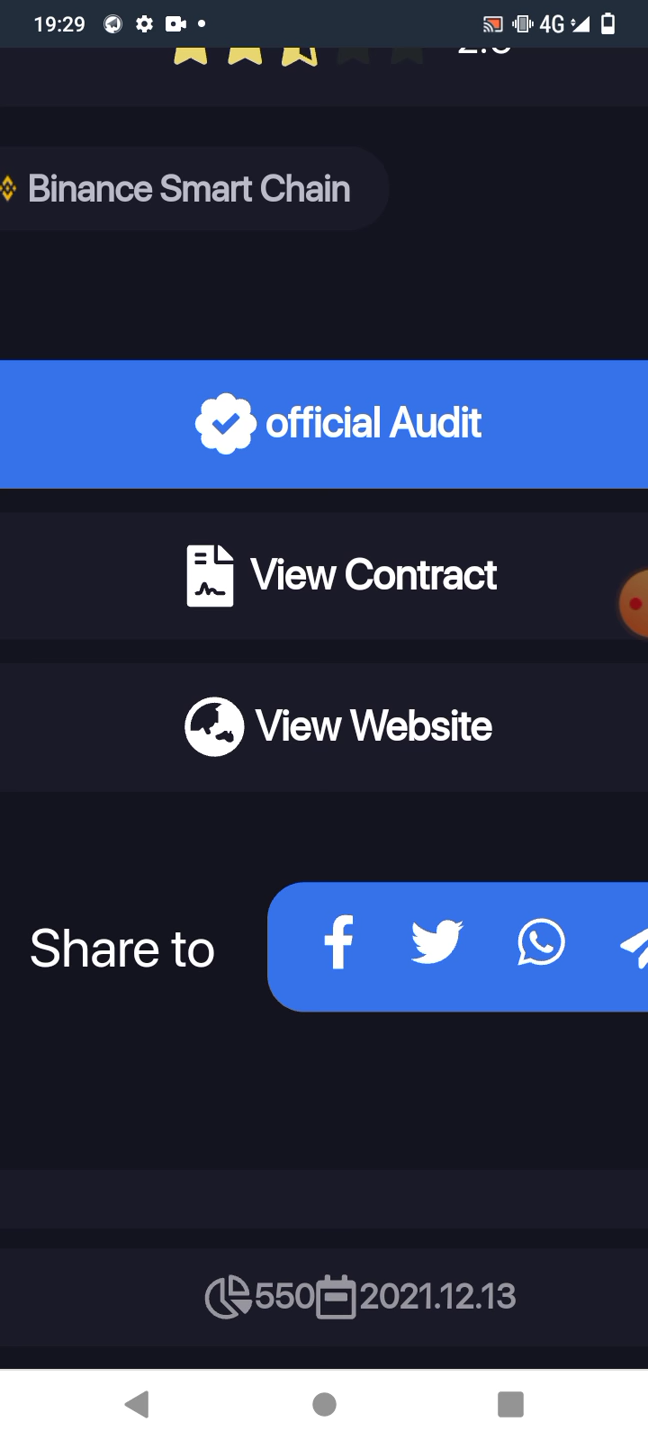 19:29 4G
Binance Smart Chain
official Audit
View Contract
View Website
Share to
550 2021.12.13